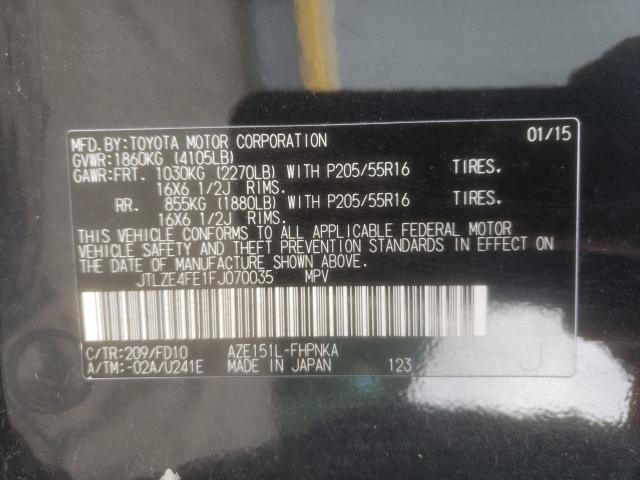 MFD. BY: TOYOTA MOTOR CORPORATION 01/15
GVWR: 1860KG (4105LB)
GAWR: FRT. 1030KG (2270LB) WITH P205/55R16 TIRES.
16X6 1/2J RIMS.
RR. 855KG (1880LB) WITH P205/55R16 TIRES.
16X6 1/2J RIMS.
THIS VEHICLE CONFORMS TO ALL APPLICABLE FEDERAL MOTOR
VEHICLE SAFETY AND THEFT PREVENTION STANDARDS IN EFFECT ON
THE DATE OF MANUFACTURE SHOWN ABOVE.
JTLZE4FE1FJ070035 MPV
C/TR: 209/FD10 AZE151L-FHPNKA
A/TM: -02A/U241E MADE IN JAPAN 123
J